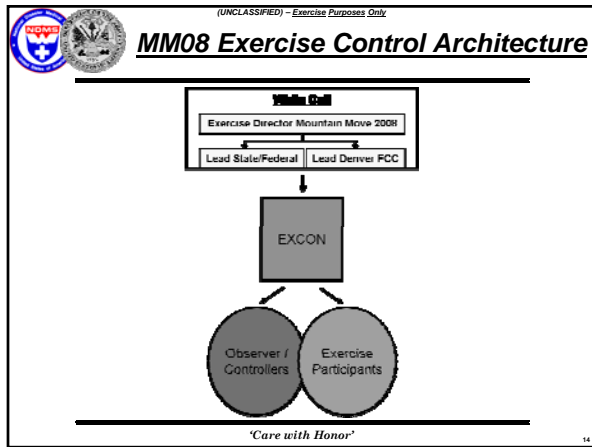 (UNCLASSIFIED) – Exercise Purposes Only
NDMS
MM08 Exercise Control Architecture
White Cell
Exercise Director Mountain Move 2008
Lead State/Federal Lead Denver FCC
EXCON
Observer / Exercise
Controllers Participants
'Care with Honor'
14